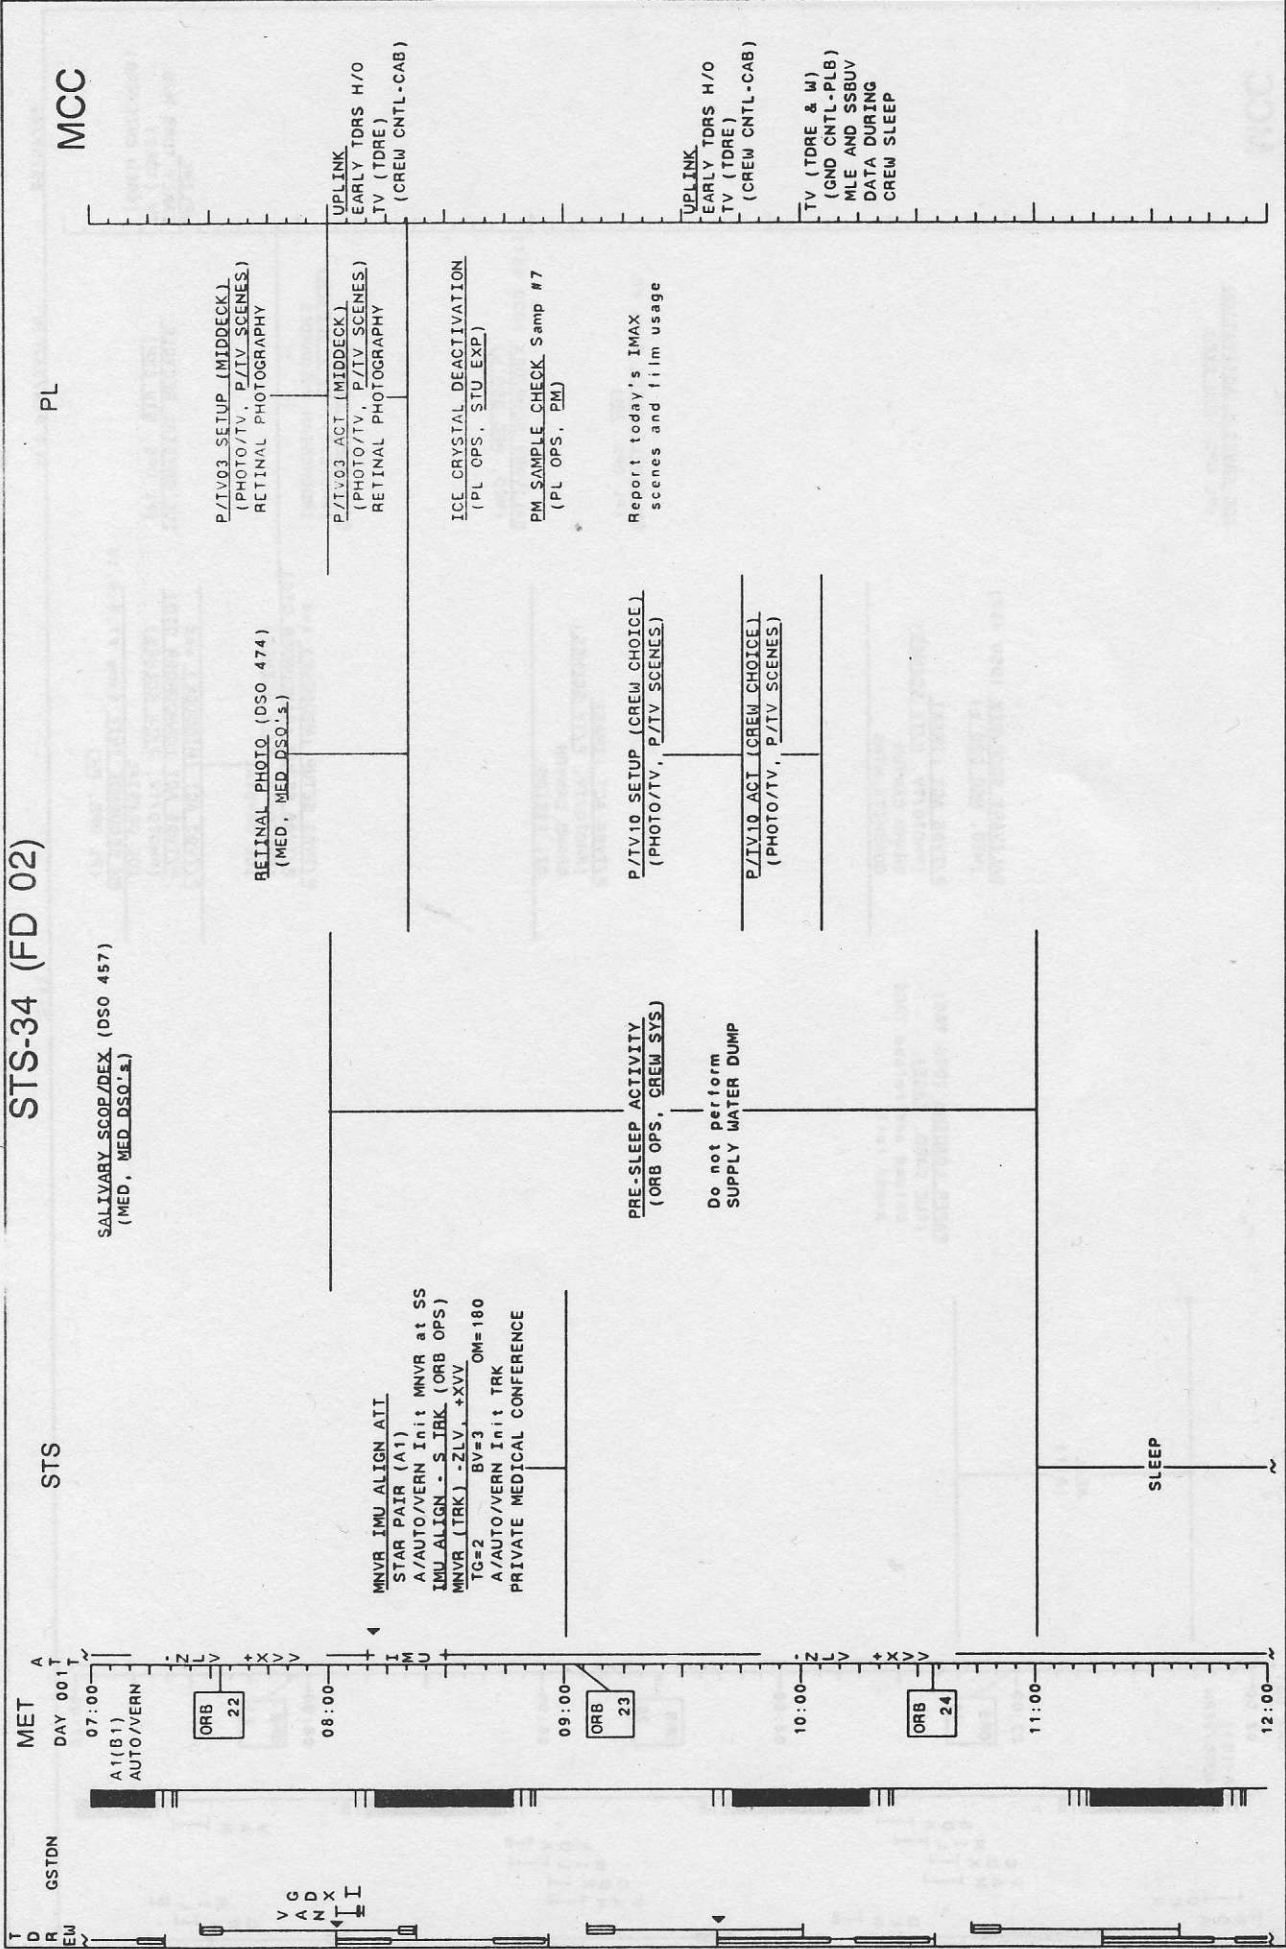 STS-34 (FD 02)
T
D
R
EW
GSTDN
MET
DAY 001
A
T
T
STS
PL
MCC
07:00
08:00
09:00
10:00
11:00
12:00
A1(B1)
AUTO/VERN
ORB
22
ORB
23
ORB
24
V
A
N
G
D
X
-
Z
L
V
+
X
V
V
I
M
U
-
Z
L
V
+
X
V
V
MNVR IMU ALIGN ATT
STAR PAIR (A1)
A/AUTO/VERN Init MNVR at SS
IMU ALIGN - S TRK (ORB OPS)
MNVR (TRK) -ZLV, +XVV
TG=2 BV=3 OM=180
A/AUTO/VERN Init TRK
PRIVATE MEDICAL CONFERENCE
SLEEP
SALIVARY SCOP/DEX (DSO 457)
(MED, MED DSO's)
PRE-SLEEP ACTIVITY
(ORB OPS, CREW SYS)
Do not perform
SUPPLY WATER DUMP
RETINAL PHOTO (DSO 474)
(MED, MED DSO's)
P/TV10 SETUP (CREW CHOICE)
(PHOTO/TV, P/TV SCENES)
P/TV10 ACT (CREW CHOICE)
(PHOTO/TV, P/TV SCENES)
P/TV03 SETUP (MIDDECK)
(PHOTO/TV, P/TV SCENES)
RETINAL PHOTOGRAPHY
P/TV03 ACT (MIDDECK)
(PHOTO/TV, P/TV SCENES)
RETINAL PHOTOGRAPHY
ICE CRYSTAL DEACTIVATION
(PL OPS, STU EXP)
PM SAMPLE CHECK Samp #7
(PL OPS, PM)
Report today's IMAX
scenes and film usage
UPLINK
EARLY TDRS H/O
TV (TDRE)
(CREW CNTL-CAB)
UPLINK
EARLY TDRS H/O
TV (TDRE)
(CREW CNTL-CAB)
TV (TDRE & W)
(GND CNTL-PLB)
MLE AND SSBUV
DATA DURING
CREW SLEEP